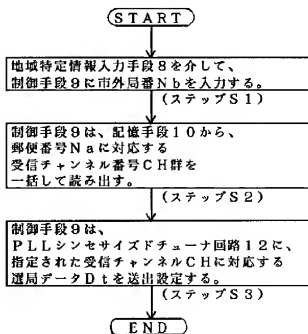 START
地域特定情報入力手段8を介して、
制御手段9に市外局番Nbを入力する。
(ステップS1)
制御手段9は、記憶手段10から、
郵便番号Naに対応する
受信チャンネル番号CH群を
一括して読み出す。
(ステップS2)
制御手段9は、
PLLシンセサイズドチューナ回路12に、
指定された受信チャンネルCHに対応する
選局データDtを送出設定する。
(ステップS3)
END